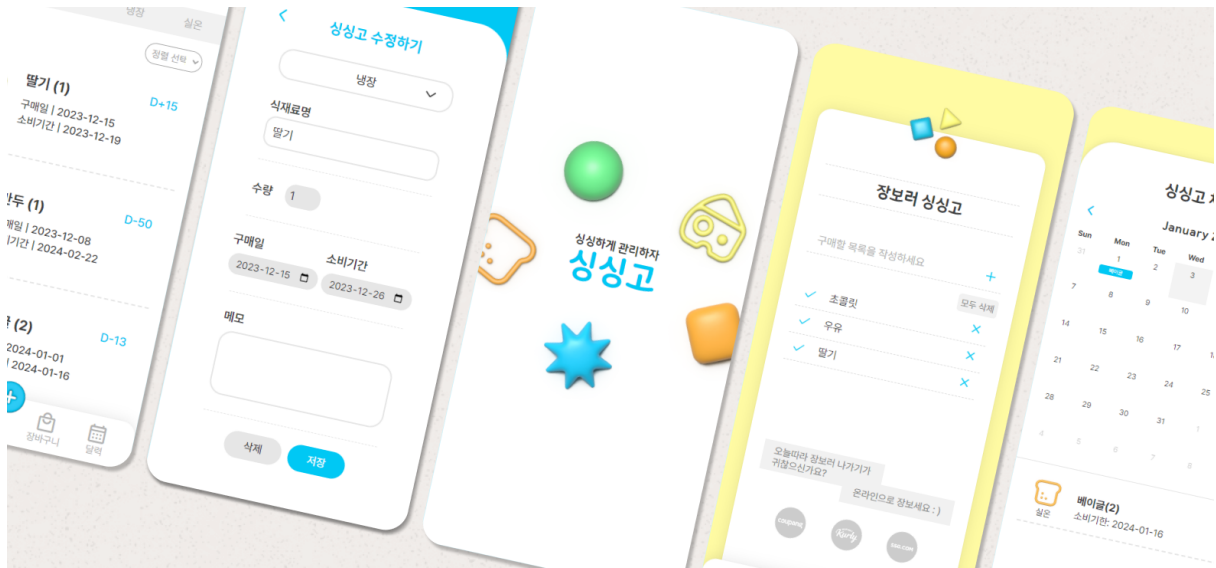 냉장
실온
정렬 선택
딸기 (1)
D+15
구매일 | 2023-12-15
소비기간 | 2023-12-19
만두 (1)
D-50
매일 | 2023-12-08
기간 | 2024-02-22
(2)
D-13
2024-01-01
2024-01-16
장바구니
달력
싱싱고 수정하기
냉장
식재료명
딸기
수량
1
구매일
소비기간
2023-12-15
2023-12-26
메모
삭제
저장
싱싱하게 관리하자
싱싱고
장보러 싱싱고
구매할 목록을 작성하세요
모두 삭제
초콜릿
우유
딸기
오늘따라 장보러 나가기가
귀찮으신가요?
온라인으로 장보세요 : )
coupang
Kurly
SSG.COM
싱싱고
January
Sun Mon Tue Wed
31 1 2 3
베이글
7 8 9 10
14 15 16 17
21 22 23 24 25
28 29 30 31 1
4 5 6 7 8
실온
베이글(2)
소비기한: 2024-01-16